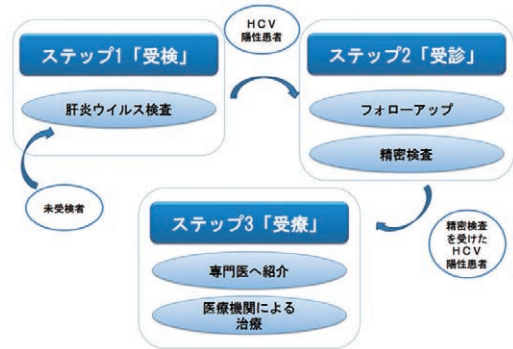 HCV
陽性患者
ステップ1「受検」
肝炎ウイルス検査
未受検者
ステップ2「受診」
フォローアップ
精密検査
精密検査
を受けた
HCV
陽性患者
ステップ3「受療」
専門医へ紹介
医療機関による
治療